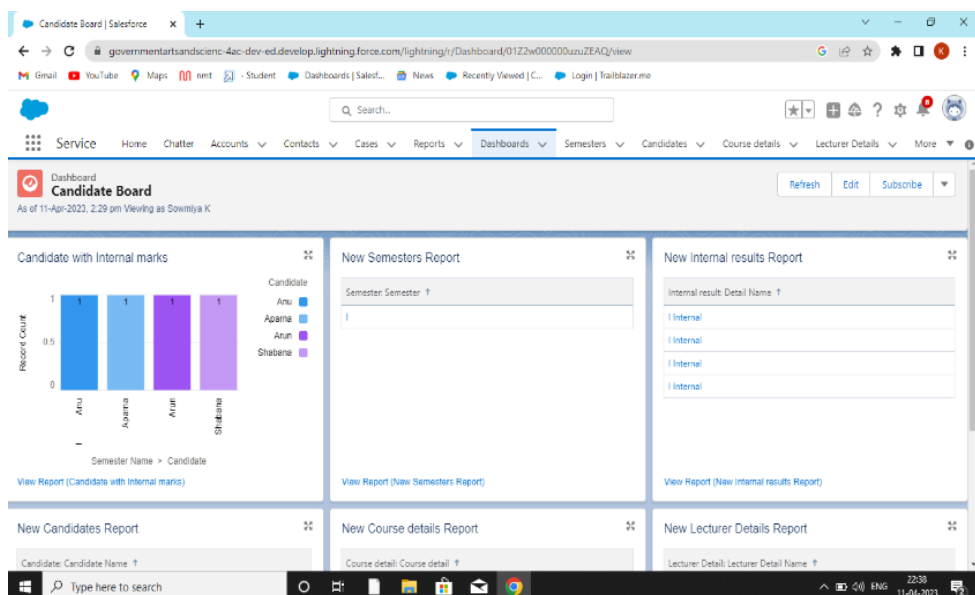 Candidate Board | Salesforce
governmentartsandscienc-4ac-dev-ed.develop.lightning.force.com/lightning/r/Dashboard/01Z2w000000uzuZEAQ/view
Gmail YouTube Maps nmt - Student Dashboards | Salesf... News Recently Viewed | C... Login | Trailblazer.me
Search...
Service Home Chatter Accounts Contacts Cases Reports Dashboards Semesters Candidates Course details Lecturer Details More
Dashboard
Candidate Board
As of 11-Apr-2023, 2:29 pm Viewing as Sowmiya K
Refresh Edit Subscribe
Candidate with Internal marks
Candidate
Anu
Aparna
Arun
Shabana
Record Count
1
0.5
0
1 1 1 1
Anu Aparna Arun Shabana
I
Semester Name > Candidate
View Report (Candidate with Internal marks)
New Semesters Report
Semester: Semester ↑
I
View Report (New Semesters Report)
New Internal results Report
Internal result: Detail Name ↑
I Internal
I Internal
I Internal
I Internal
View Report (New Internal results Report)
New Candidates Report
Candidate: Candidate Name ↑
New Course details Report
Course detail: Course detail ↑
New Lecturer Details Report
Lecturer Detail: Lecturer Detail Name ↑
Type here to search
ENG
22:38
11-04-2023